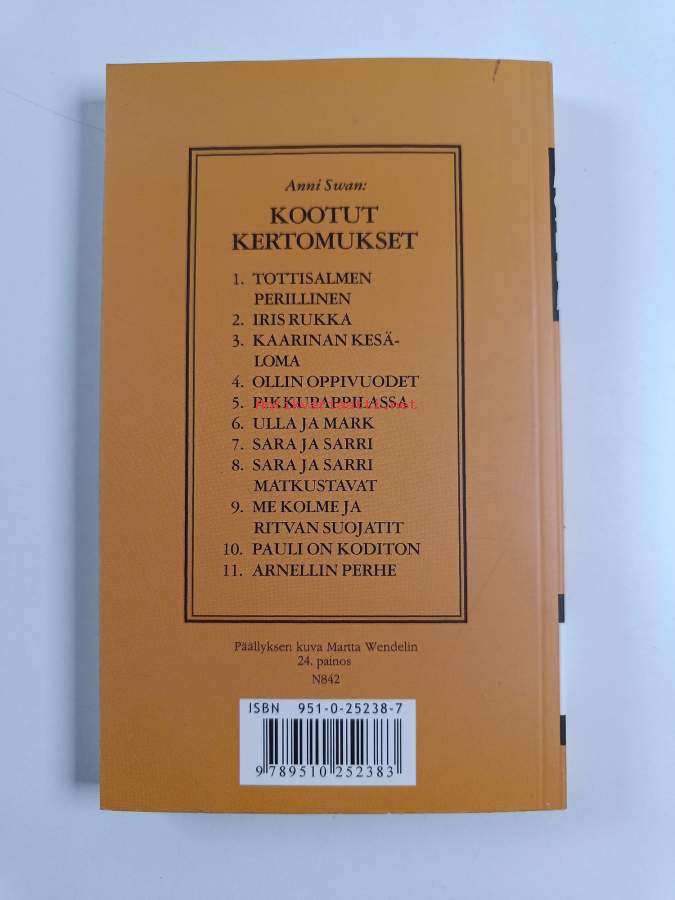 Anni Swan:
KOOTUT
KERTOMUKSET
1. TOTTISALMEN
PERILLINEN
2. IRIS RUKKA
3. KAARINAN KESÄ-
LOMA
4. OLLIN OPPIVUODET
5. PIKKUPAPPILASSA
6. ULLA JA MARK
7. SARA JA SARRI
8. SARA JA SARRI
MATKUSTAVAT
9. ME KOLME JA
RITVAN SUOJATIT
10. PAULI ON KODITON
11. ARNELLIN PERHE
Päällyksen kuva Martta Wendelin
24. painos
N842
ISBN 951-0-25238-7
9 789510 252383